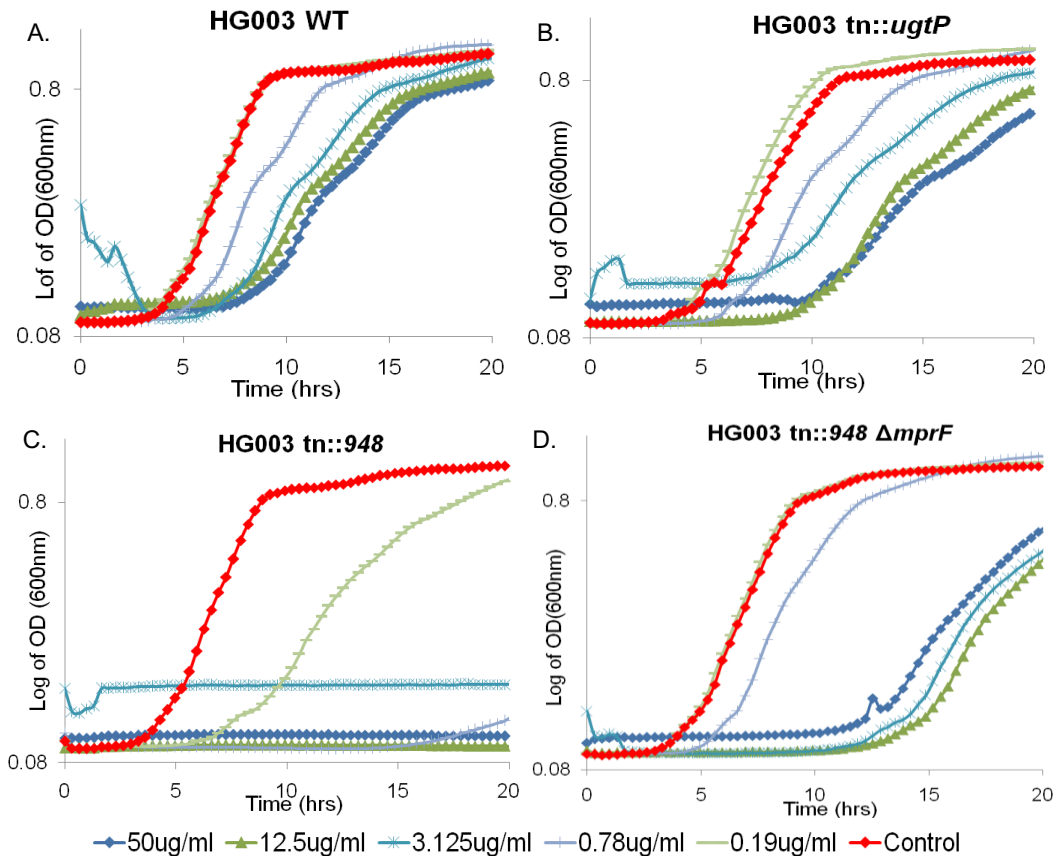 A.
HG003 WT
Lof of OD(600nm)
0.8
0.08
0
5
10
15
20
Time (hrs)
B.
HG003 tn::ugtP
Log of OD(600nm)
0.8
0.08
0
5
10
15
20
Time (hrs)
C.
HG003 tn::948
Log of OD (600nm)
0.8
0.08
0
5
10
15
20
Time (hrs)
D.
HG003 tn::948 ΔmprF
Log of OD(600nm)
0.8
0.08
0
5
10
15
20
Time (hrs)
50ug/ml 12.5ug/ml 3.125ug/ml 0.78ug/ml 0.19ug/ml Control